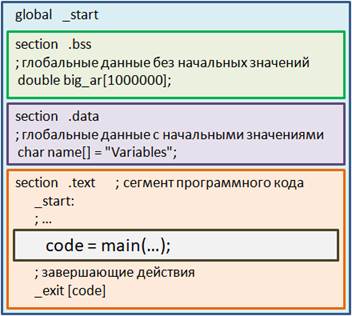 global _start
section .bss
; глобальные данные без начальных значений
double big_ar[1000000];
section .data
; глобальные данные с начальными значениями
char name[] = "Variables";
section .text ; сегмент программного кода
_start:
; ...
code = main(...);
; завершающие действия
_exit [code]